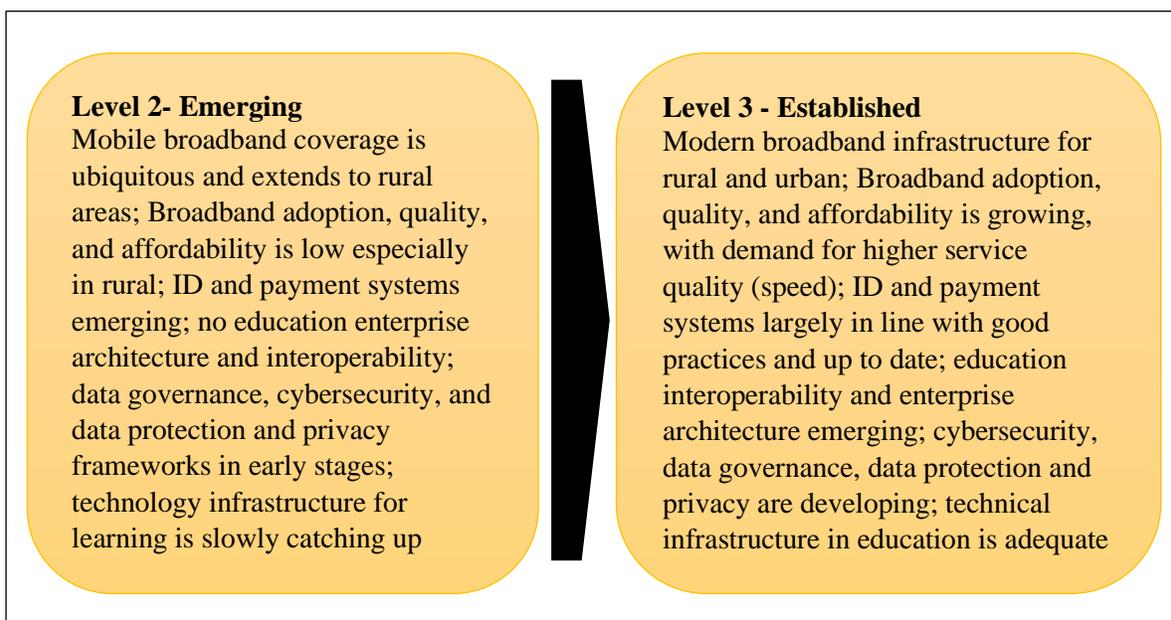 Level 2- Emerging
Mobile broadband coverage is
ubiquitous and extends to rural
areas; Broadband adoption, quality,
and affordability is low especially
in rural; ID and payment systems
emerging; no education enterprise
architecture and interoperability;
data governance, cybersecurity, and
data protection and privacy
frameworks in early stages;
technology infrastructure for
learning is slowly catching up
Level 3 - Established
Modern broadband infrastructure for
rural and urban; Broadband adoption,
quality, and affordability is growing,
with demand for higher service
quality (speed); ID and payment
systems largely in line with good
practices and up to date; education
interoperability and enterprise
architecture emerging; cybersecurity,
data governance, data protection and
privacy are developing; technical
infrastructure in education is adequate